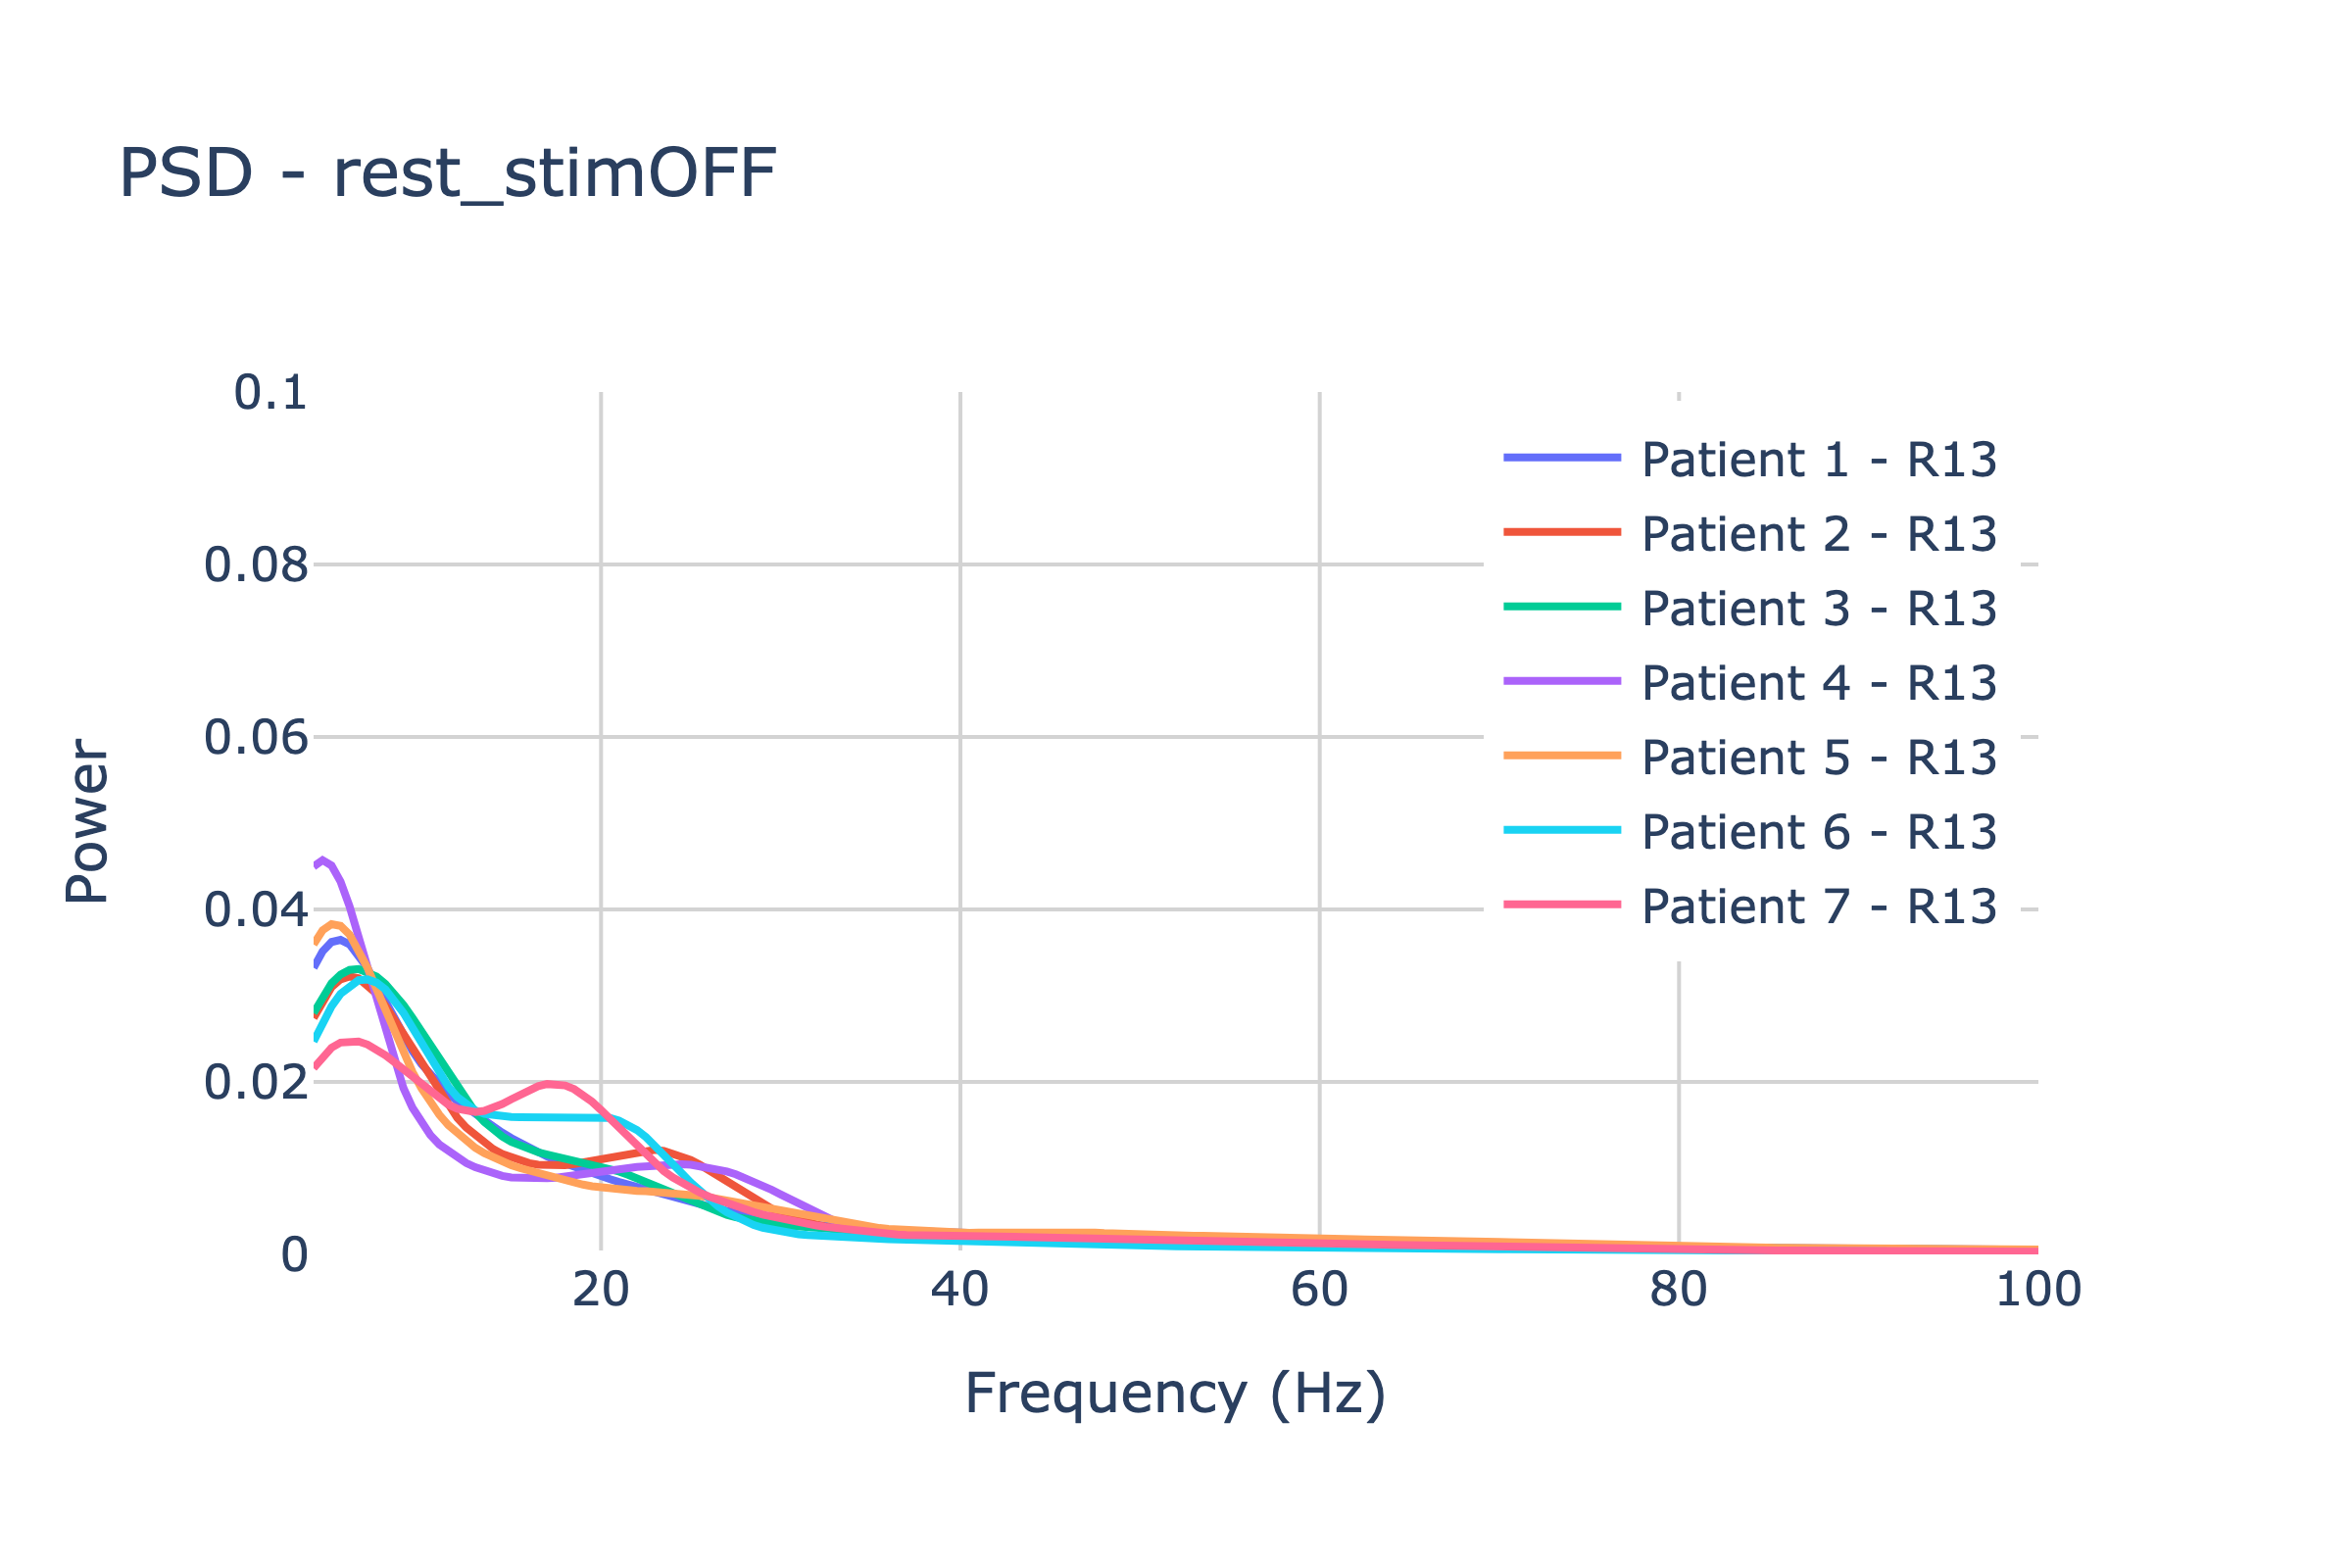 PSD - rest_stimOFF
0.1
0.08
0.06
0.04
0.02
0
Power
20
40
60
80
100
Frequency (Hz)
Patient 1 - R13
Patient 2 - R13
Patient 3 - R13
Patient 4 - R13
Patient 5 - R13
Patient 6 - R13
Patient 7 - R13